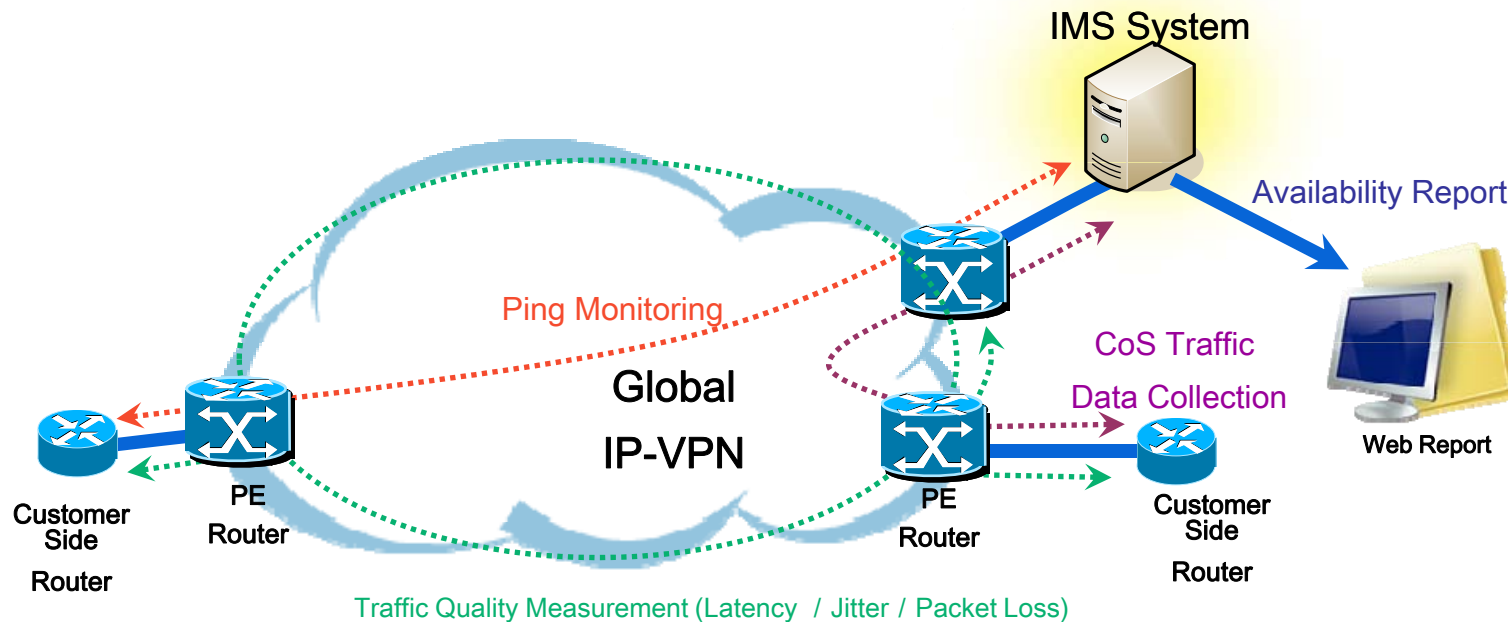 IMS System
Availability Report
Ping Monitoring
CoS Traffic
Data Collection
Global
IP-VPN
Web Report
PE
Router
PE
Router
Customer
Side
Router
Customer
Side
Router
Traffic Quality Measurement (Latency / Jitter / Packet Loss)